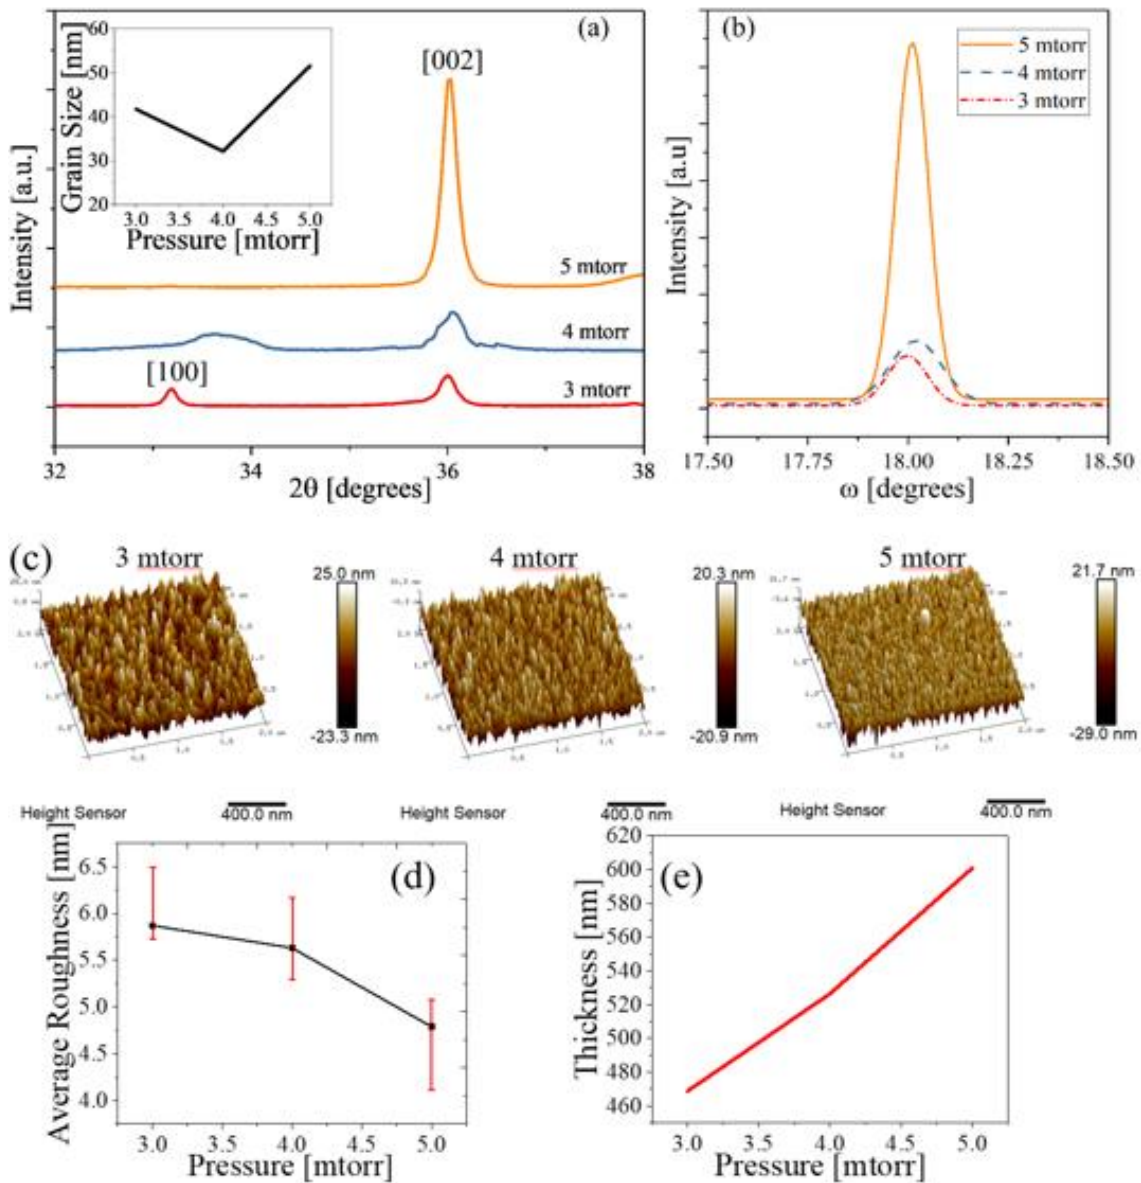 (a)
[002]
[100]
5 mtorr
4 mtorr
3 mtorr
Intensity [a.u.]
32
34
36
38
2θ [degrees]
Grain Size [nm]
60
50
40
30
20
3.0 3.5 4.0 4.5 5.0
Pressure [mtorr]
(b)
5 mtorr
4 mtorr
3 mtorr
Intensity [a.u]
17.50 17.75 18.00 18.25 18.50
ω [degrees]
(c)
3 mtorr
25.0 nm
-23.3 nm
4 mtorr
20.3 nm
-20.9 nm
5 mtorr
21.7 nm
-29.0 nm
Height Sensor
400.0 nm
Height Sensor
400.0 nm
Height Sensor
400.0 nm
(d)
Average Roughness [nm]
6.5
6.0
5.5
5.0
4.5
4.0
3.0 3.5 4.0 4.5 5.0
Pressure [mtorr]
(e)
Thickness [nm]
620
600
580
560
540
520
500
480
460
3.0 3.5 4.0 4.5 5.0
Pressure [mtorr]